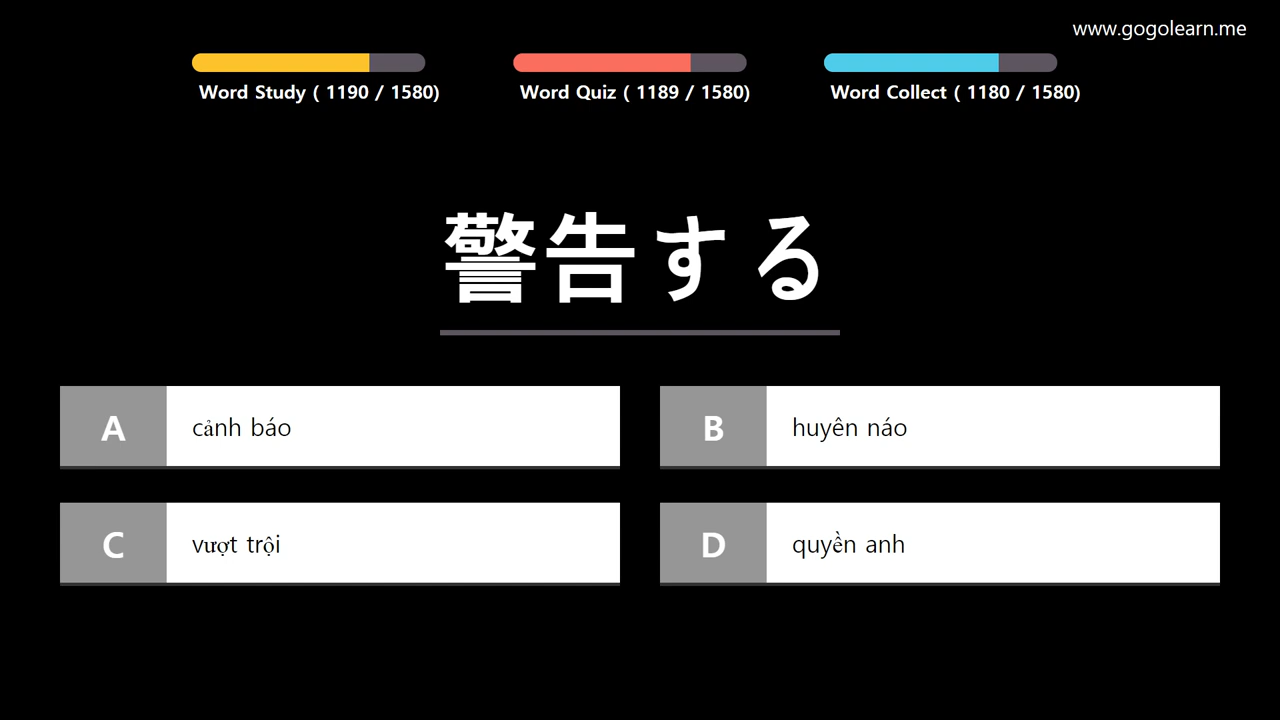 www.gogolearn.me
Word Study ( 1190 / 1580)
Word Quiz ( 1189 / 1580)
Word Collect ( 1180 / 1580)
警告する
A cảnh báo
B huyên náo
C vượt trội
D quyền anh